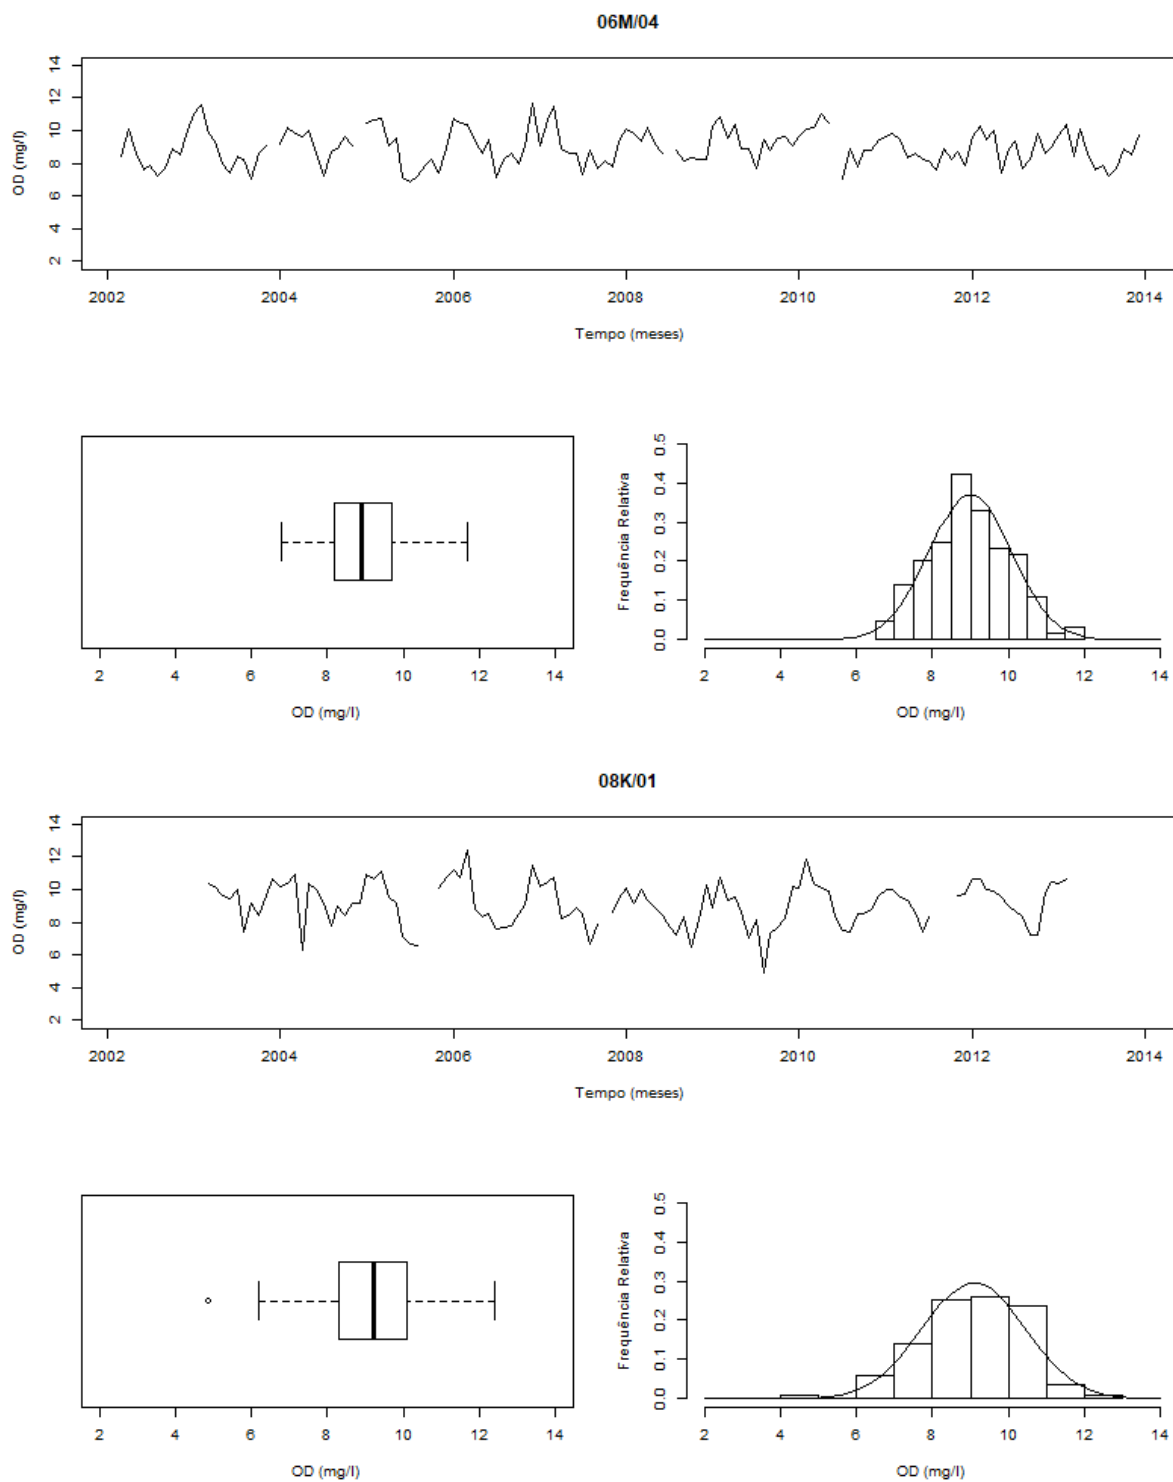 06M/04
OD (mg/l)
14
12
10
8
6
4
2
2002 2004 2006 2008 2010 2012 2014
Tempo (meses)
2 4 6 8 10 12 14
OD (mg/l)
Frequência Relativa
0.5
0.4
0.3
0.2
0.1
0.0
2 4 6 8 10 12 14
OD (mg/l)
08K/01
OD (mg/l)
14
12
10
8
6
4
2
2002 2004 2006 2008 2010 2012 2014
Tempo (meses)
2 4 6 8 10 12 14
OD (mg/l)
Frequência Relativa
0.5
0.4
0.3
0.2
0.1
0.0
2 4 6 8 10 12 14
OD (mg/l)